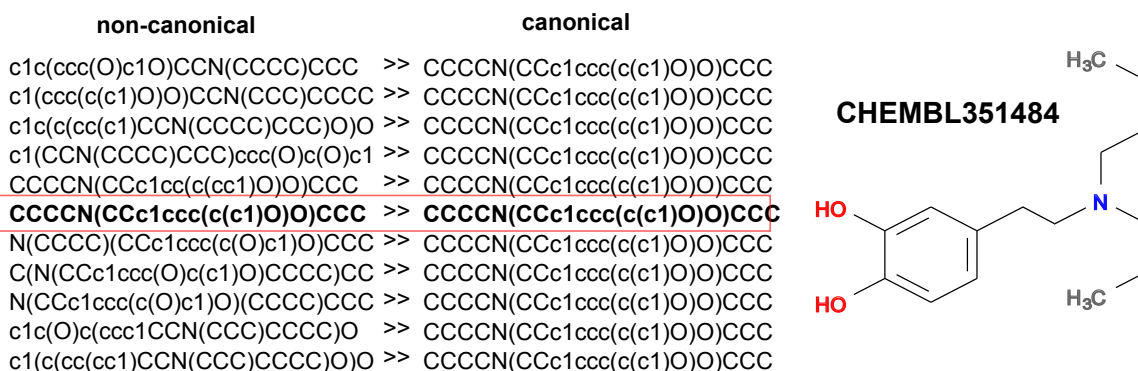 non-canonical canonical
c1c(ccc(O)c1O)CCN(CCCC)CCC >> CCCCN(CCc1ccc(c(c1)O)O)CCC
c1(ccc(c(c1)O)O)CCN(CCC)CCCC >> CCCCN(CCc1ccc(c(c1)O)O)CCC
c1c(c(cc(c1)CCN(CCCC)CCC)O)O >> CCCCN(CCc1ccc(c(c1)O)O)CCC
c1(CCN(CCCC)CCC)ccc(O)c(O)c1 >> CCCCN(CCc1ccc(c(c1)O)O)CCC
CCCCN(CCc1cc(c(cc1)O)O)CCC >> CCCCN(CCc1ccc(c(c1)O)O)CCC
CCCCN(CCc1ccc(c(c1)O)O)CCC >> CCCCN(CCc1ccc(c(c1)O)O)CCC
N(CCCC)(CCc1ccc(c(O)c1)O)CCC >> CCCCN(CCc1ccc(c(c1)O)O)CCC
C(N(CCc1ccc(O)c(c1)O)CCCC)CC >> CCCCN(CCc1ccc(c(c1)O)O)CCC
N(CCc1ccc(c(O)c1)O)(CCCC)CCC >> CCCCN(CCc1ccc(c(c1)O)O)CCC
c1c(O)c(ccc1CCN(CCC)CCCC)O >> CCCCN(CCc1ccc(c(c1)O)O)CCC
c1(c(cc(cc1)CCN(CCC)CCCC)O)O >> CCCCN(CCc1ccc(c(c1)O)O)CCC
CHEMBL351484
H3C
N
HO
HO
H3C